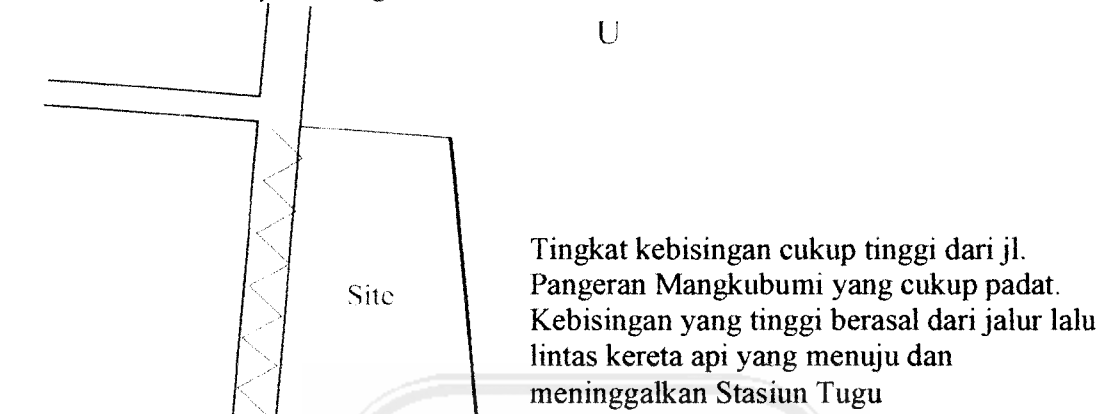 U
Tingkat kebisingan cukup tinggi dari jl.
Pangeran Mangkubumi yang cukup padat.
Site
Kebisingan yang tinggi berasal dari jalur lalu
lintas kereta api yang menuju dan
meninggalkan Stasiun Tugu